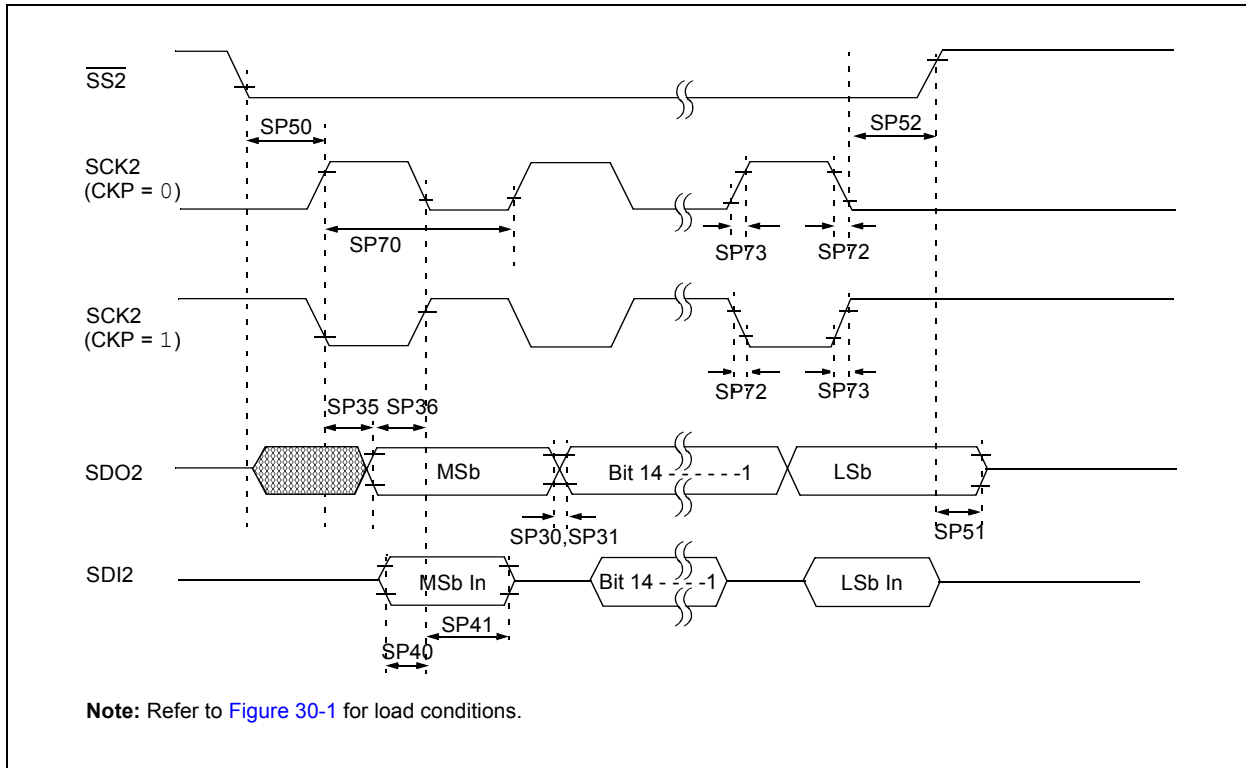 SS2
SP50
SP52
SCK2
(CKP = 0)
SP70
SP73
SP72
SCK2
(CKP = 1)
SP72
SP73
SP35
SP36
SDO2
MSb
Bit 14 - - - - - -1
LSb
SP30,SP31
SP51
SDI2
MSb In
Bit 14 - - - -1
LSb In
SP41
SP40
Note: Refer to Figure 30-1 for load conditions.